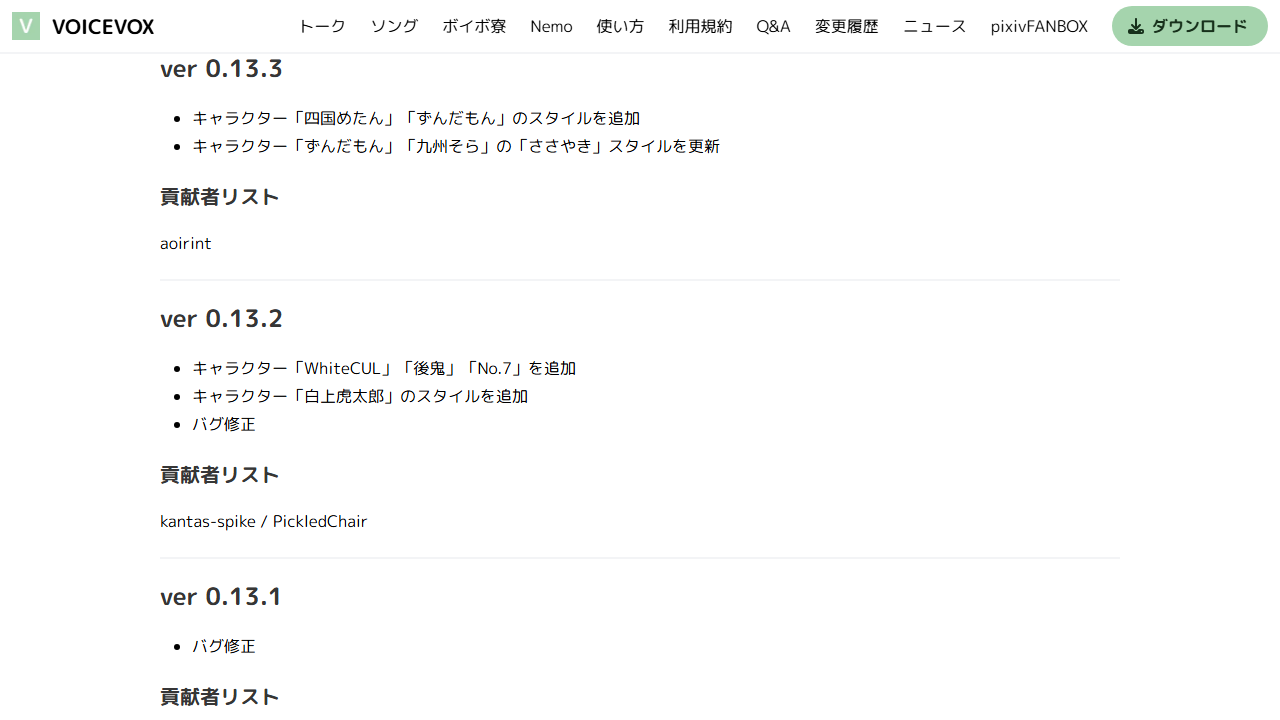 V VOICEVOX トーク ソング ボイボ寮 Nemo 使い方 利用規約 Q&A 変更履歴 ニュース pixivFANBOX ダウンロード
ver 0.13.3
キャラクター「四国めたん」「ずんだもん」のスタイルを追加
キャラクター「ずんだもん」「九州そら」の「ささやき」スタイルを更新
貢献者リスト
aoirint
ver 0.13.2
キャラクター「WhiteCUL」「後鬼」「No.7」を追加
キャラクター「白上虎太郎」のスタイルを追加
バグ修正
貢献者リスト
kantas-spike / PickledChair
ver 0.13.1
バグ修正
貢献者リスト